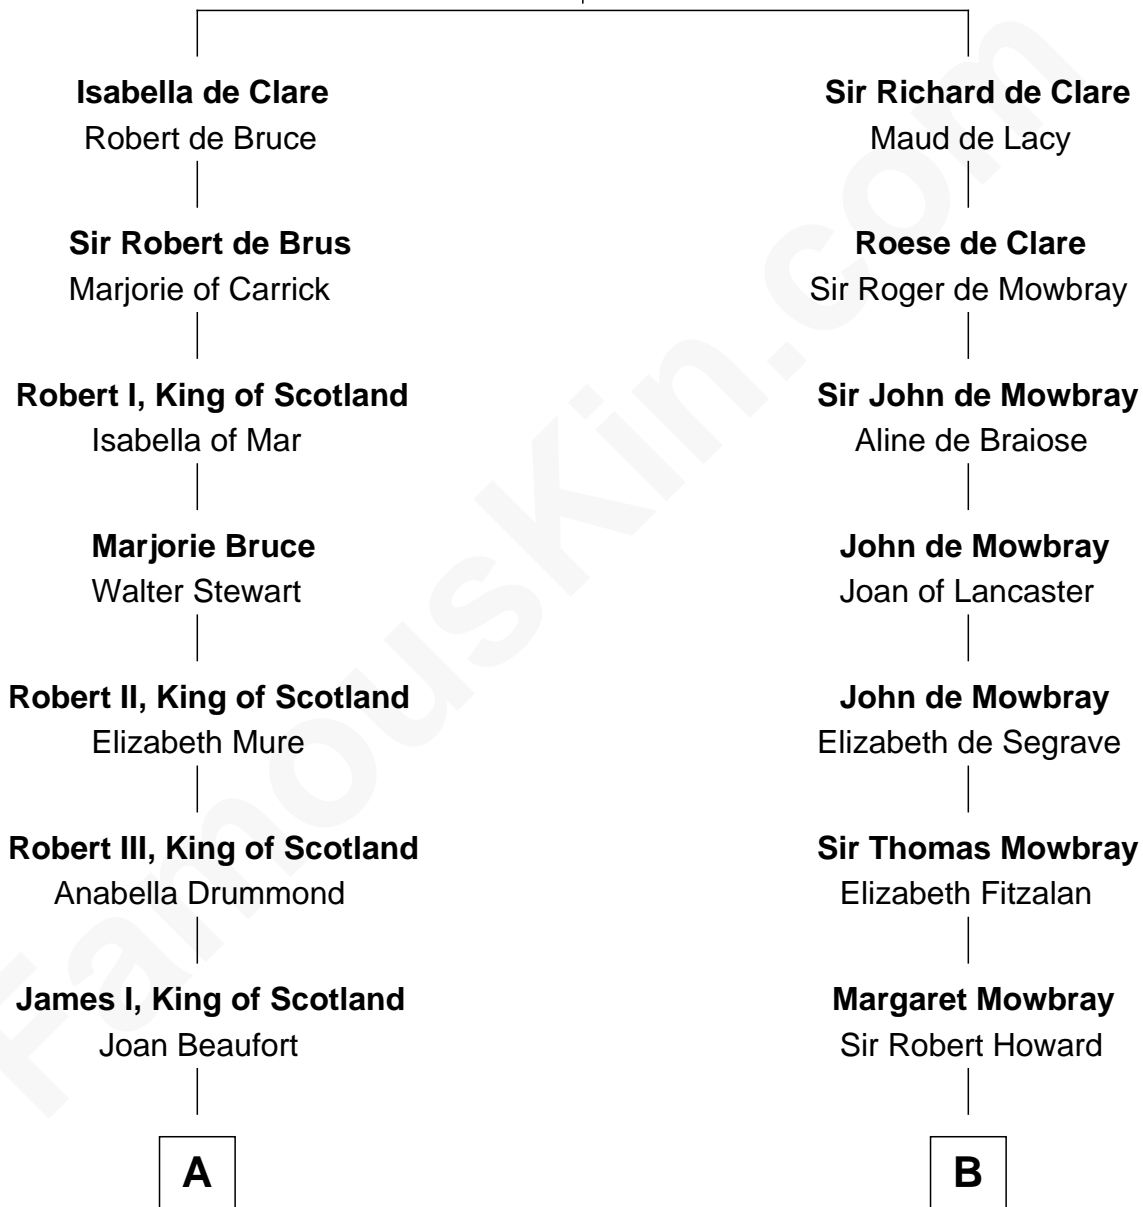 Isabella de Clare
Robert de Bruce
Sir Robert de Brus
Marjorie of Carrick
Robert I, King of Scotland
Isabella of Mar
Marjorie Bruce
Walter Stewart
Robert II, King of Scotland
Elizabeth Mure
Robert III, King of Scotland
Anabella Drummond
James I, King of Scotland
Joan Beaufort
A
Sir Richard de Clare
Maud de Lacy
Roese de Clare
Sir Roger de Mowbray
Sir John de Mowbray
Aline de Braiose
John de Mowbray
Joan of Lancaster
John de Mowbray
Elizabeth de Segrave
Sir Thomas Mowbray
Elizabeth Fitzalan
Margaret Mowbray
Sir Robert Howard
B
FamousKin.com